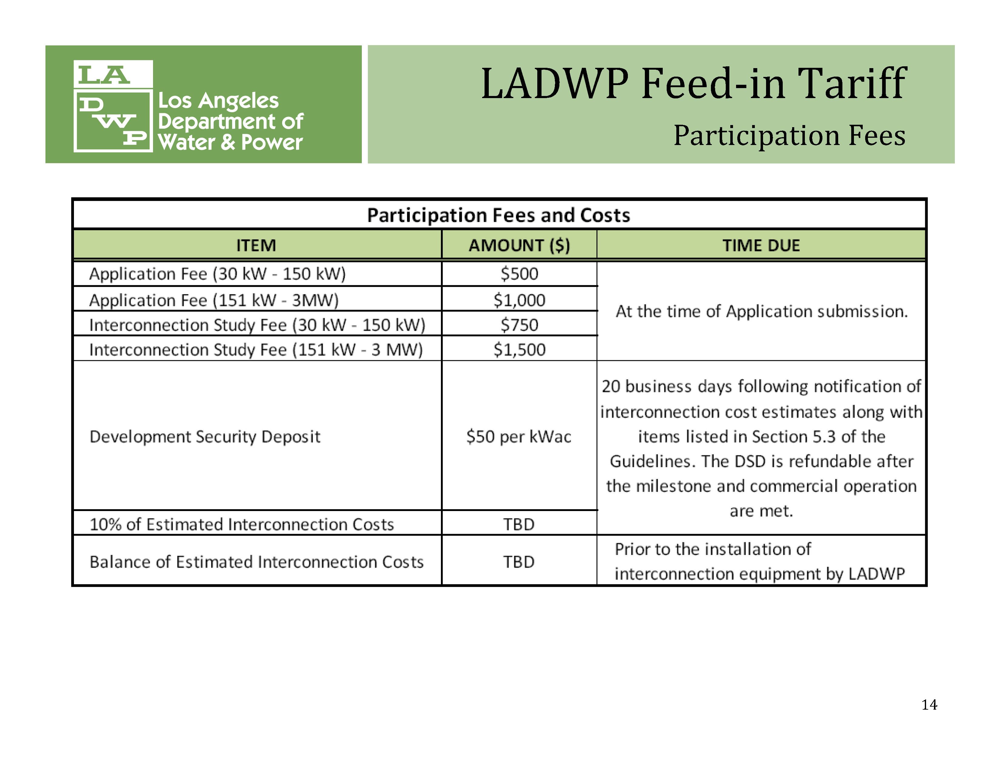 LA
DWP
Los Angeles
Department of
Water & Power
LADWP Feed-in Tariff
Participation Fees
Participation Fees and Costs
ITEM AMOUNT ($) TIME DUE
Application Fee (30 kW - 150 kW) $500
Application Fee (151 kW - 3MW) $1,000
Interconnection Study Fee (30 kW - 150 kW) $750
Interconnection Study Fee (151 kW - 3 MW) $1,500
At the time of Application submission.
Development Security Deposit $50 per kWac
20 business days following notification of
interconnection cost estimates along with
items listed in Section 5.3 of the
Guidelines. The DSD is refundable after
the milestone and commercial operation
are met.
10% of Estimated Interconnection Costs TBD
Balance of Estimated Interconnection Costs TBD
Prior to the installation of
interconnection equipment by LADWP
14